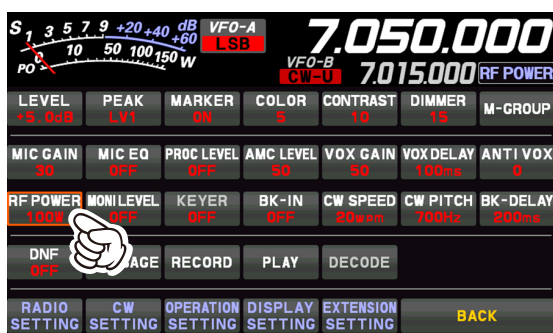 S 1 3 5 7 9 +20 +40 +60 dB VFO-A 7.050.000
LSB
PO 10 50 100 150 W
VFO-B 7.015.000 RF POWER
CW-U
LEVEL PEAK MARKER COLOR CONTRAST DIMMER M-GROUP
+5.0dB LV1 ON 5 10 15
MIC GAIN MIC EQ PROC LEVEL AMC LEVEL VOX GAIN VOX DELAY ANTI VOX
30 OFF OFF 50 50 100ms 0
RF POWER MONI LEVEL KEYER BK-IN CW SPEED CW PITCH BK-DELAY
100W OFF OFF OFF 20wpm 700Hz 200ms
DNF AGE RECORD PLAY DECODE
OFF
RADIO CW OPERATION DISPLAY EXTENSION BACK
SETTING SETTING SETTING SETTING SETTING